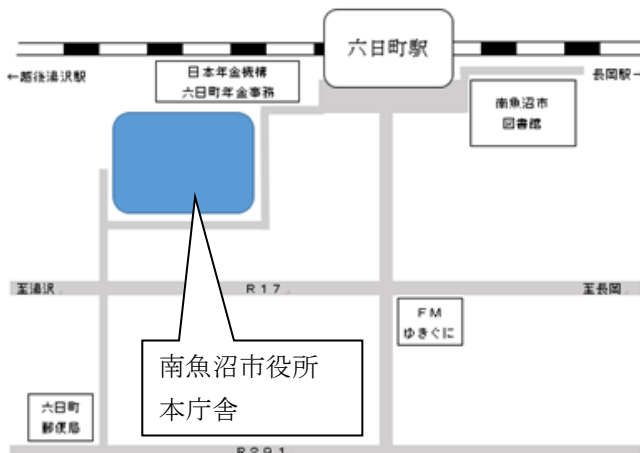 六日町駅
←越後湯沢駅
日本年金機構
六日町年金事務
長岡駅→
南魚沼市
図書館
至湯沢
R17
至長岡
FM
ゆきぐに
南魚沼市役所
本庁舎
六日町
郵便局
R291